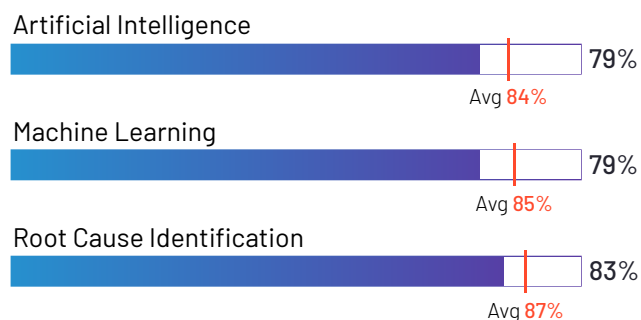 Artificial Intelligence
79%
Avg 84%
Machine Learning
79%
Avg 85%
Root Cause Identification
83%
Avg 87%